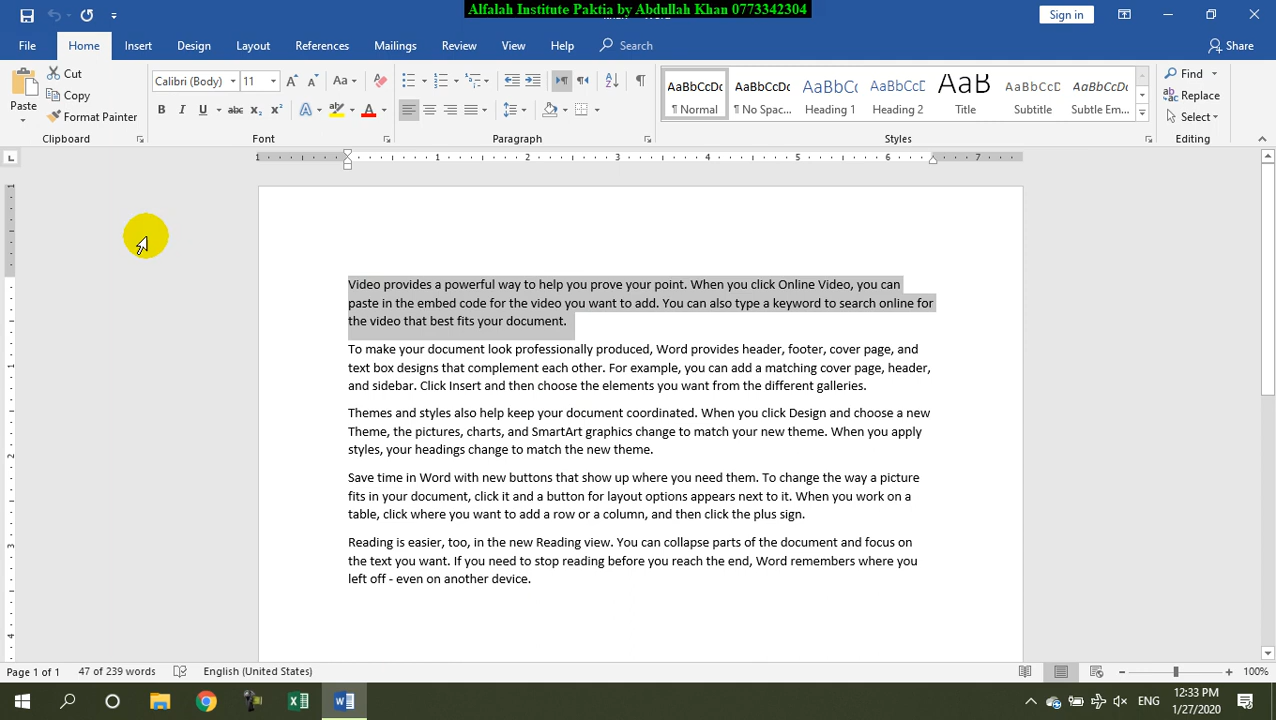 Alfalah Institute Paktia by Abdullah Khan 0773342304
Sign in
File Home Insert Design Layout References Mailings Review View Help Search Share
Paste
Cut
Copy
Format Painter
Clipboard
Calibri (Body) 11
Font
Paragraph
AaBbCcDc AaBbCcDc AaBbCc AaBbCc AaB AaBbCcD AaBbCcDc
¶ Normal ¶ No Spac... Heading 1 Heading 2 Title Subtitle Subtle Em...
Styles
Find
Replace
Select
Editing
1 1 2 3 4 5 6 7
1
1
2
3
4
Video provides a powerful way to help you prove your point. When you click Online Video, you can
paste in the embed code for the video you want to add. You can also type a keyword to search online for
the video that best fits your document.
To make your document look professionally produced, Word provides header, footer, cover page, and
text box designs that complement each other. For example, you can add a matching cover page, header,
and sidebar. Click Insert and then choose the elements you want from the different galleries.
Themes and styles also help keep your document coordinated. When you click Design and choose a new
Theme, the pictures, charts, and SmartArt graphics change to match your new theme. When you apply
styles, your headings change to match the new theme.
Save time in Word with new buttons that show up where you need them. To change the way a picture
fits in your document, click it and a button for layout options appears next to it. When you work on a
table, click where you want to add a row or a column, and then click the plus sign.
Reading is easier, too, in the new Reading view. You can collapse parts of the document and focus on
the text you want. If you need to stop reading before you reach the end, Word remembers where you
left off - even on another device.
Page 1 of 1 47 of 239 words English (United States) 100%
ENG
12:33 PM
1/27/2020